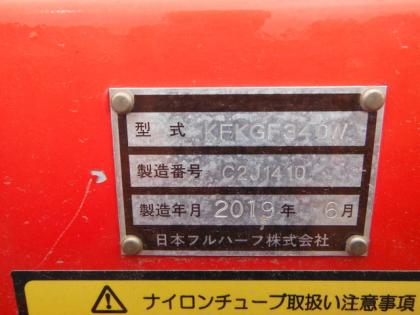 型式 KFKGF340W
製造番号 C2J1410
製造年月 2019年 6月
日本フルハーフ株式会社
ナイロンチューブ取扱い注意事項